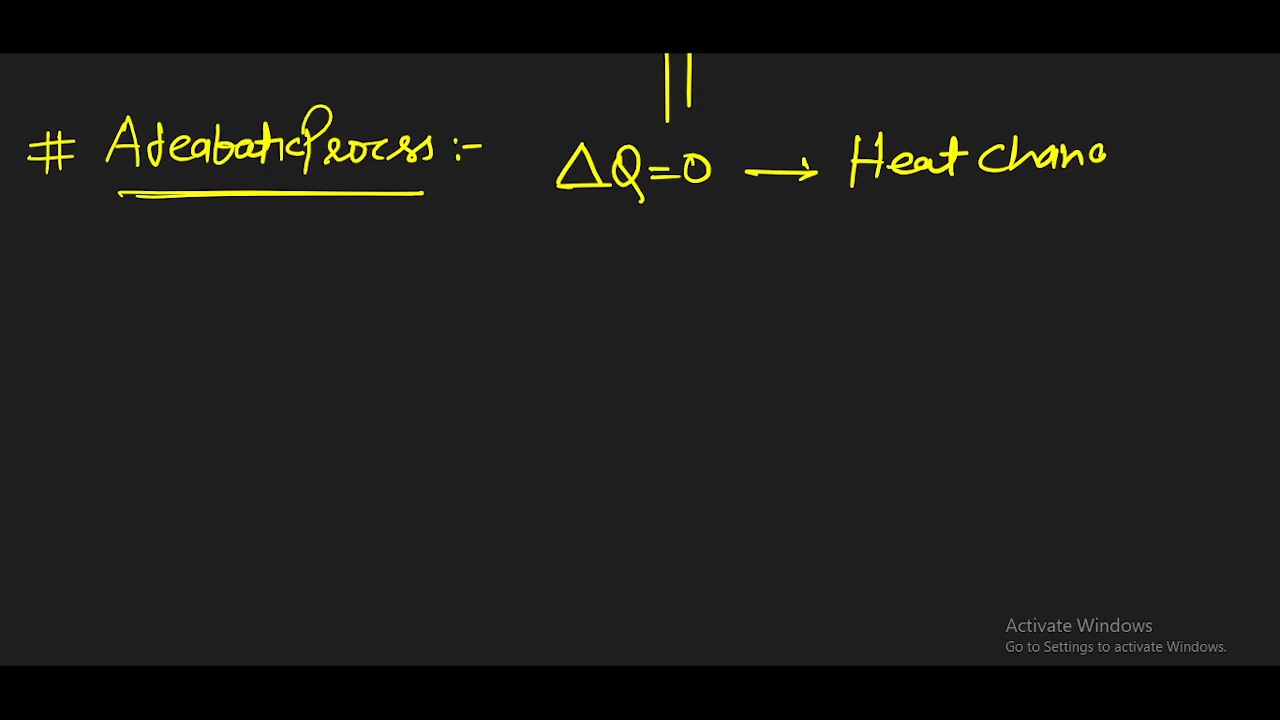 # Adeabatic Process :- ΔQ=0 → Heat Chang
Activate Windows
Go to Settings to activate Windows.